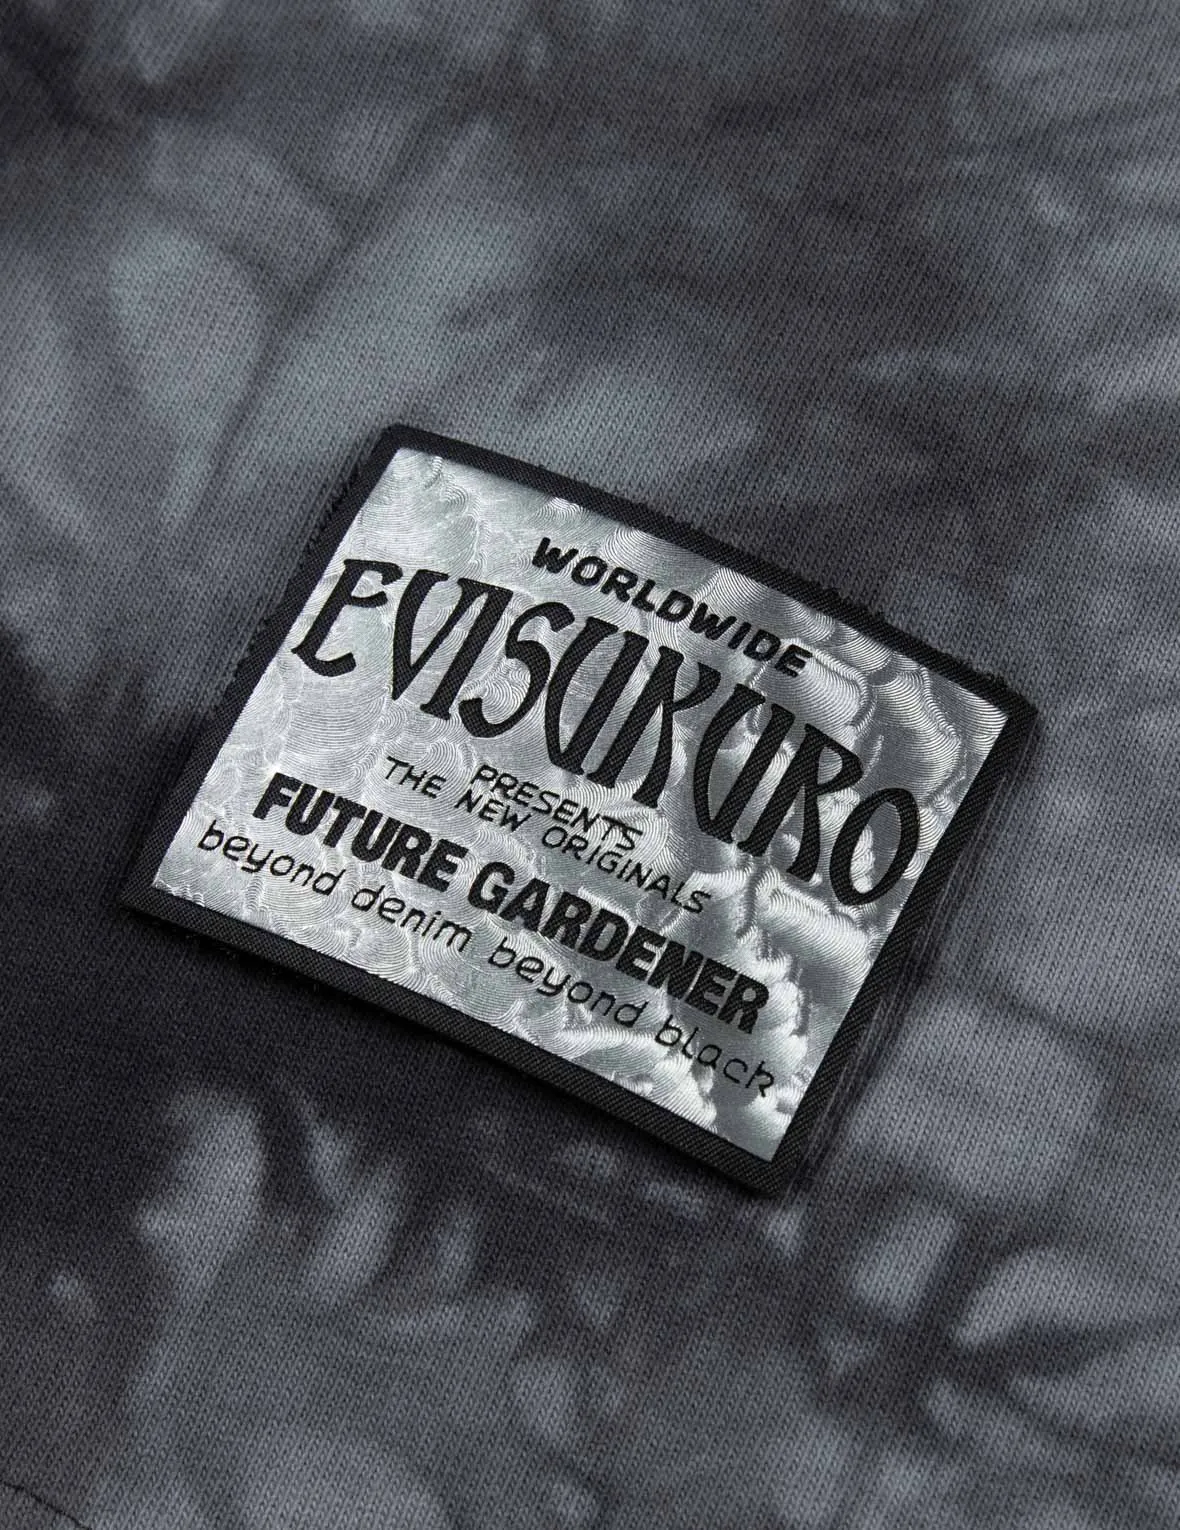 WORLDWIDE
EVISUKURO
PRESENTS
THE NEW ORIGINALS
FUTURE GARDENER
beyond denim beyond black